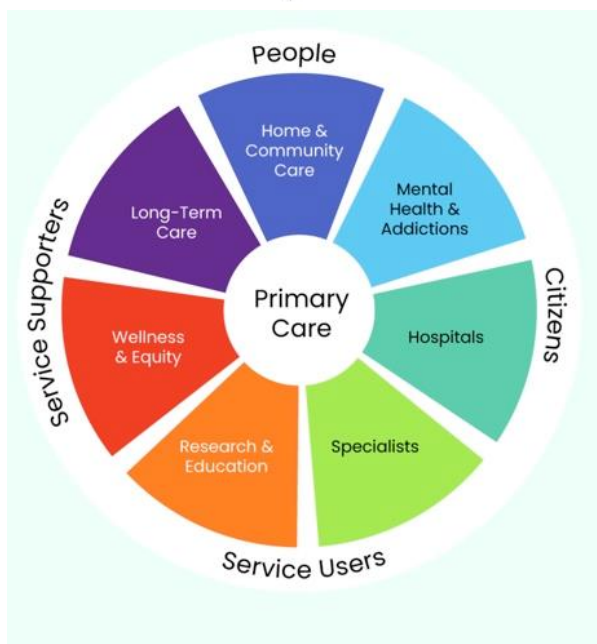 People
Home &
Community
Care
Mental
Health &
Addictions
Long-Term
Care
Service Supporters
Primary
Care
Citizens
Wellness
& Equity
Hospitals
Research &
Education
Specialists
Service Users